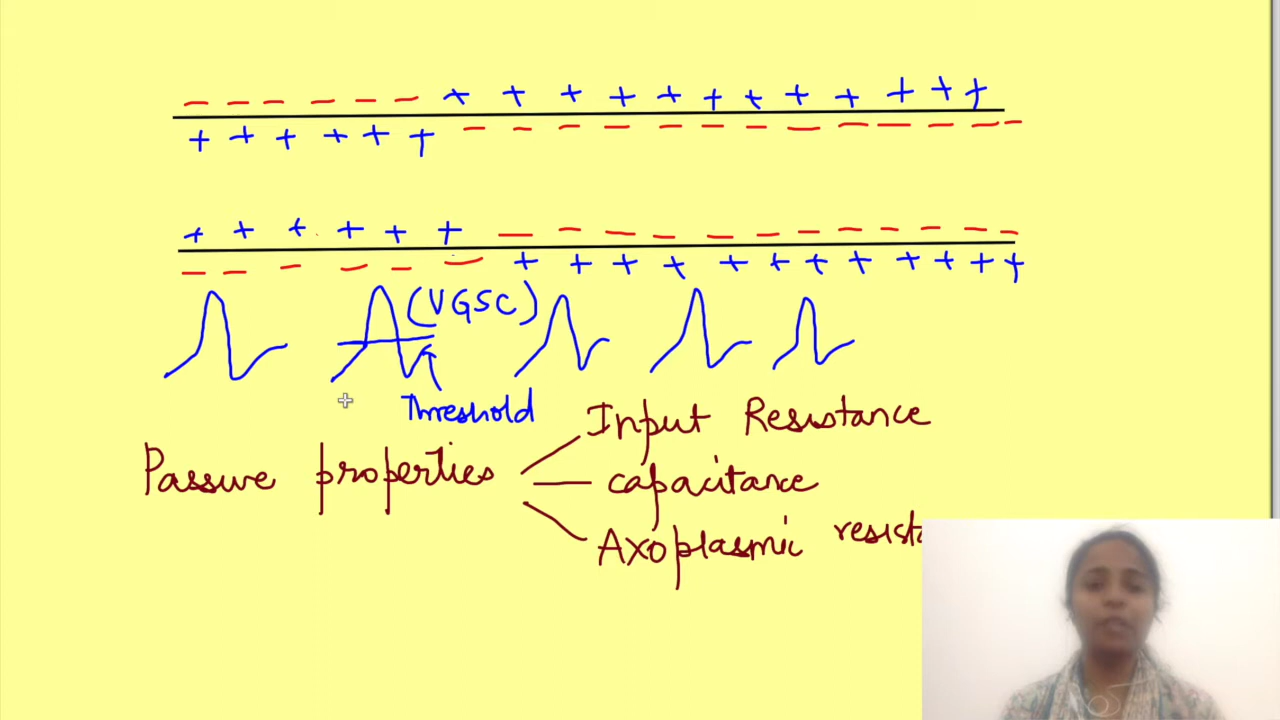 - - - - - - + + + + + + + + + + + +
+ + + + + + - - - - - - - - - - - -
+ + + + + + - - - - - - - - - - -
- - - - - - + + + + + + + + + + + +
(VGSC)
Threshold
Input Resistance
Passive properties
capacitance
Axoplasmic